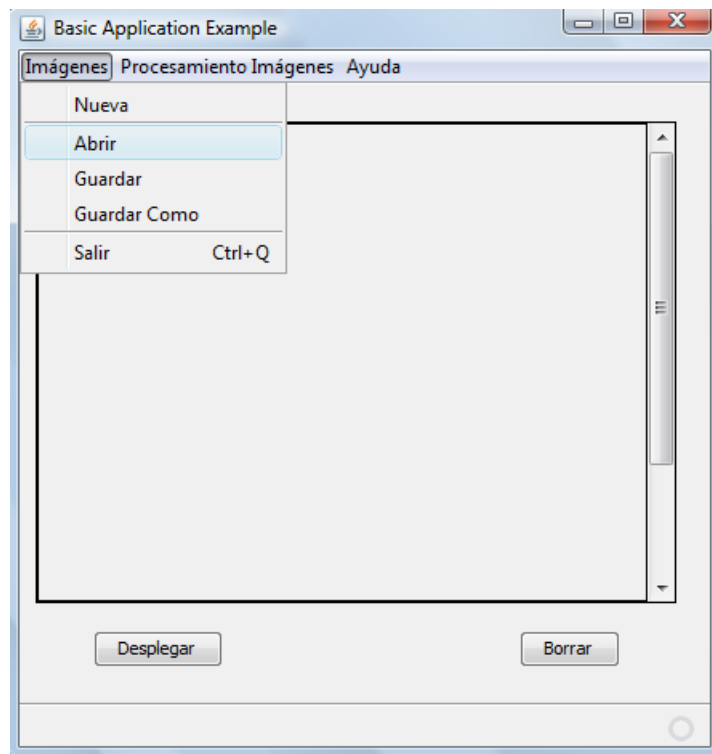 Basic Application Example
Imágenes Procesamiento Imágenes Ayuda
Nueva
Abrir
Guardar
Guardar Como
Salir Ctrl+Q
Desplegar Borrar